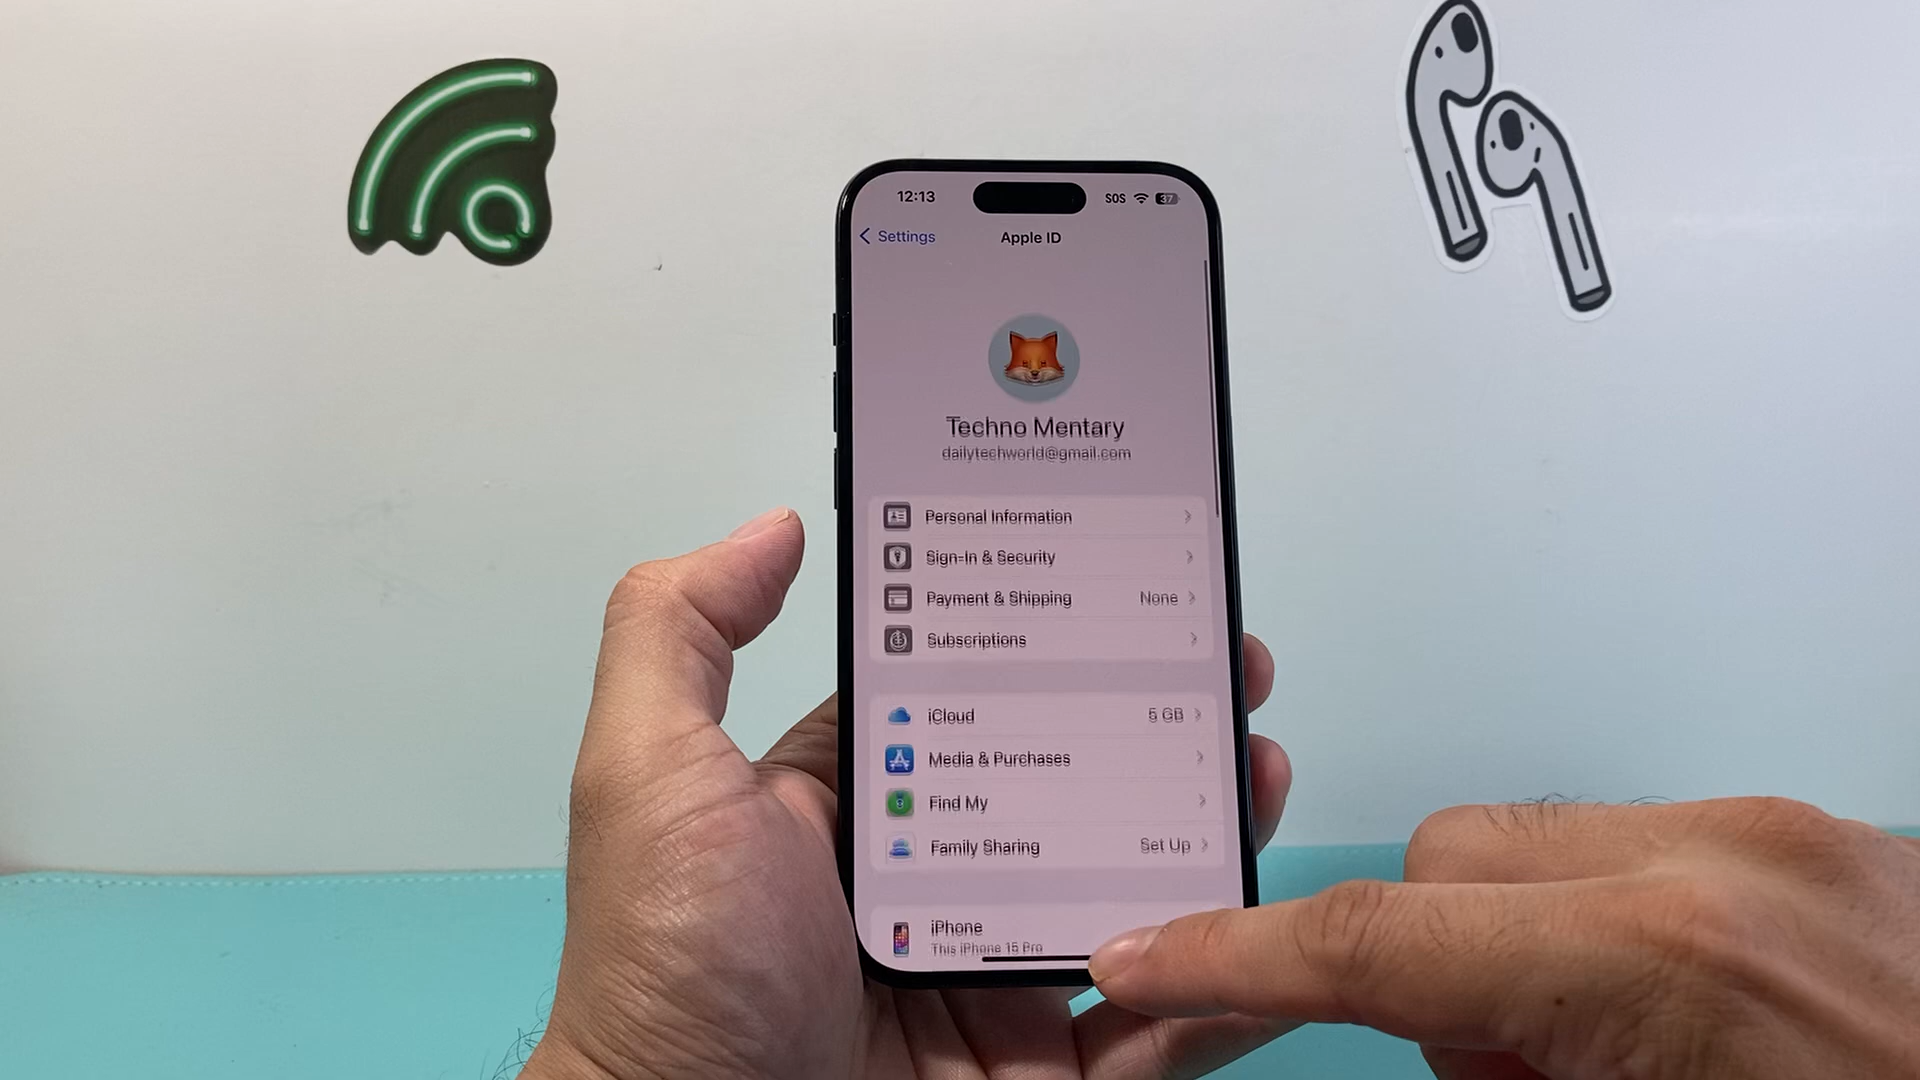 12:13 SOS 37
Settings Apple ID
Techno Mentary
dailytechworld@gmail.com
Personal Information
Sign-In & Security
Payment & Shipping None
Subscriptions
iCloud 5 GB
Media & Purchases
Find My
Family Sharing Set Up
iPhone
This iPhone 15 Pro